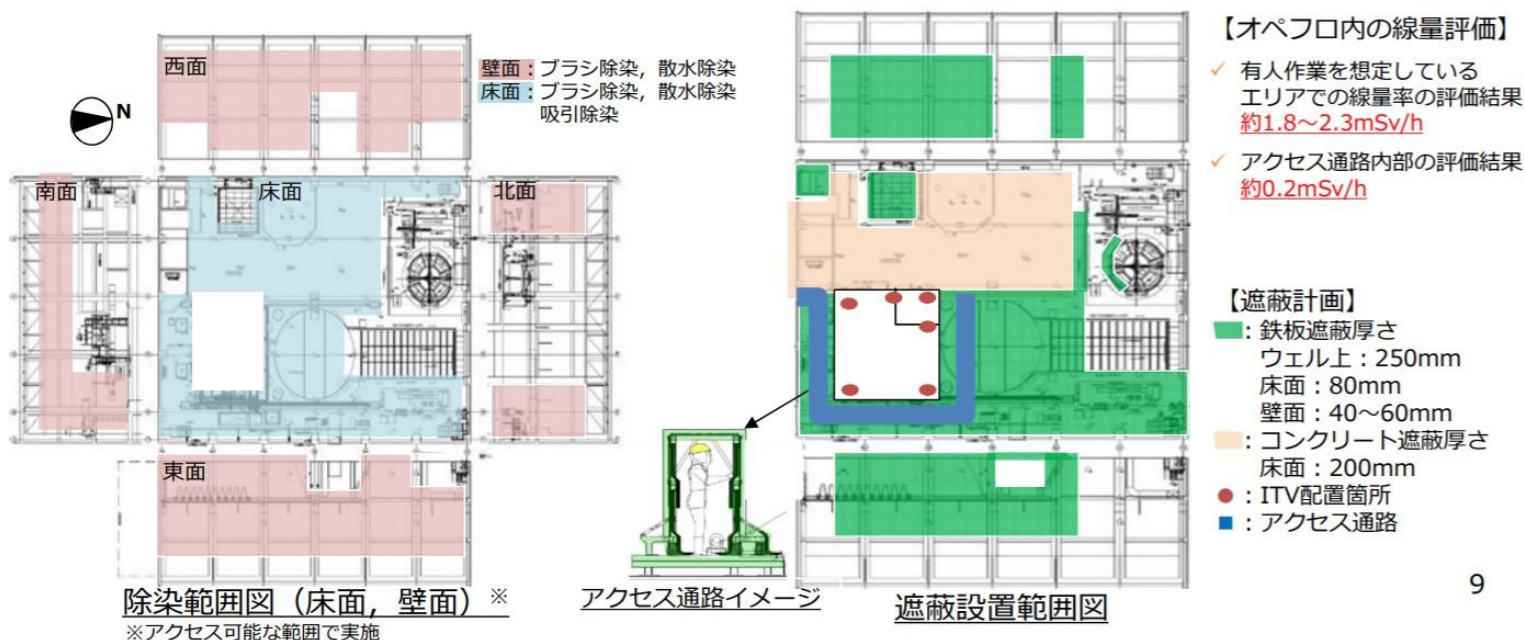 西面
壁面：ブラシ除染，散水除染
床面：ブラシ除染，散水除染
吸引除染
N
南面
床面
北面
東面
除染範囲図（床面，壁面）※
※アクセス可能な範囲で実施
アクセス通路イメージ
遮蔽設置範囲図
【オペフロ内の線量評価】
✓ 有人作業を想定している
エリアでの線量率の評価結果
約1.8～2.3mSv/h
✓ アクセス通路内部の評価結果
約0.2mSv/h
【遮蔽計画】
：鉄板遮蔽厚さ
ウェル上：250mm
床面：80mm
壁面：40～60mm
：コンクリート遮蔽厚さ
床面：200mm
：ITV配置箇所
：アクセス通路
9